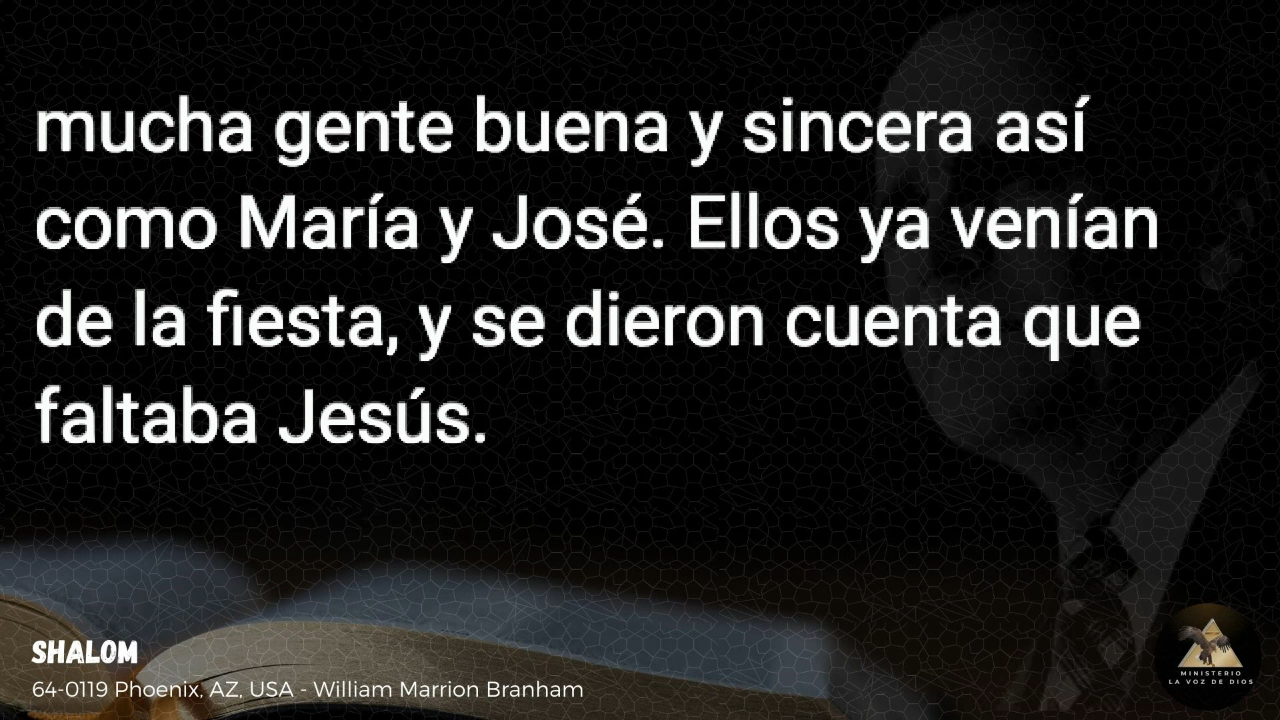 mucha gente buena y sincera así
como María y José. Ellos ya venían
de la fiesta, y se dieron cuenta que
faltaba Jesús.
SHALOM
64-0119 Phoenix, AZ, USA - William Marrion Branham
MINISTERIO
LA VOZ DE DIOS